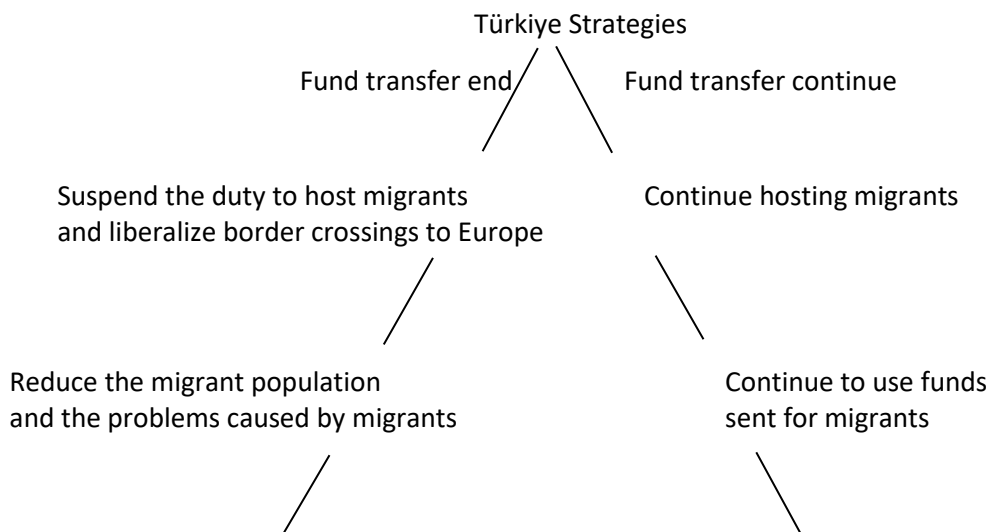 Türkiye Strategies
Fund transfer end
Fund transfer continue
Suspend the duty to host migrants
and liberalize border crossings to Europe
Continue hosting migrants
Reduce the migrant population
and the problems caused by migrants
Continue to use funds
sent for migrants